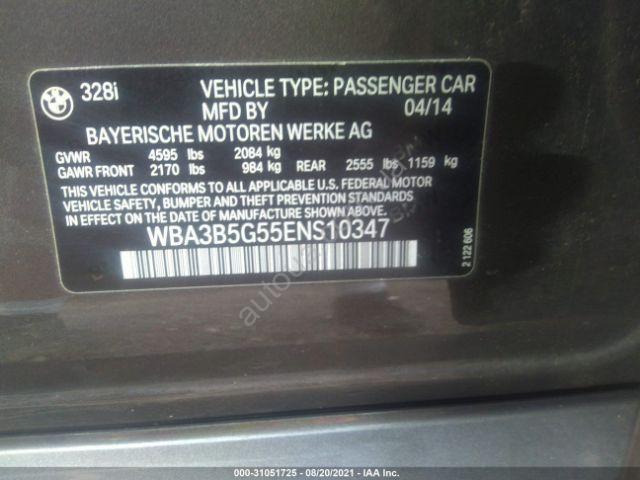 328i VEHICLE TYPE: PASSENGER CAR
MFD BY 04/14
BAYERISCHE MOTOREN WERKE AG
GVWR 4595 lbs 2084 kg
GAWR FRONT 2170 lbs 984 kg REAR 2555 lbs 1159 kg
THIS VEHICLE CONFORMS TO ALL APPLICABLE U.S. FEDERAL MOTOR
VEHICLE SAFETY, BUMPER AND THEFT PREVENTION STANDARDS
IN EFFECT ON THE DATE OF MANUFACTURE SHOWN ABOVE.
WBA3B5G55ENS10347
2 122 606
000-31051725 - 08/20/2021 - IAA Inc.